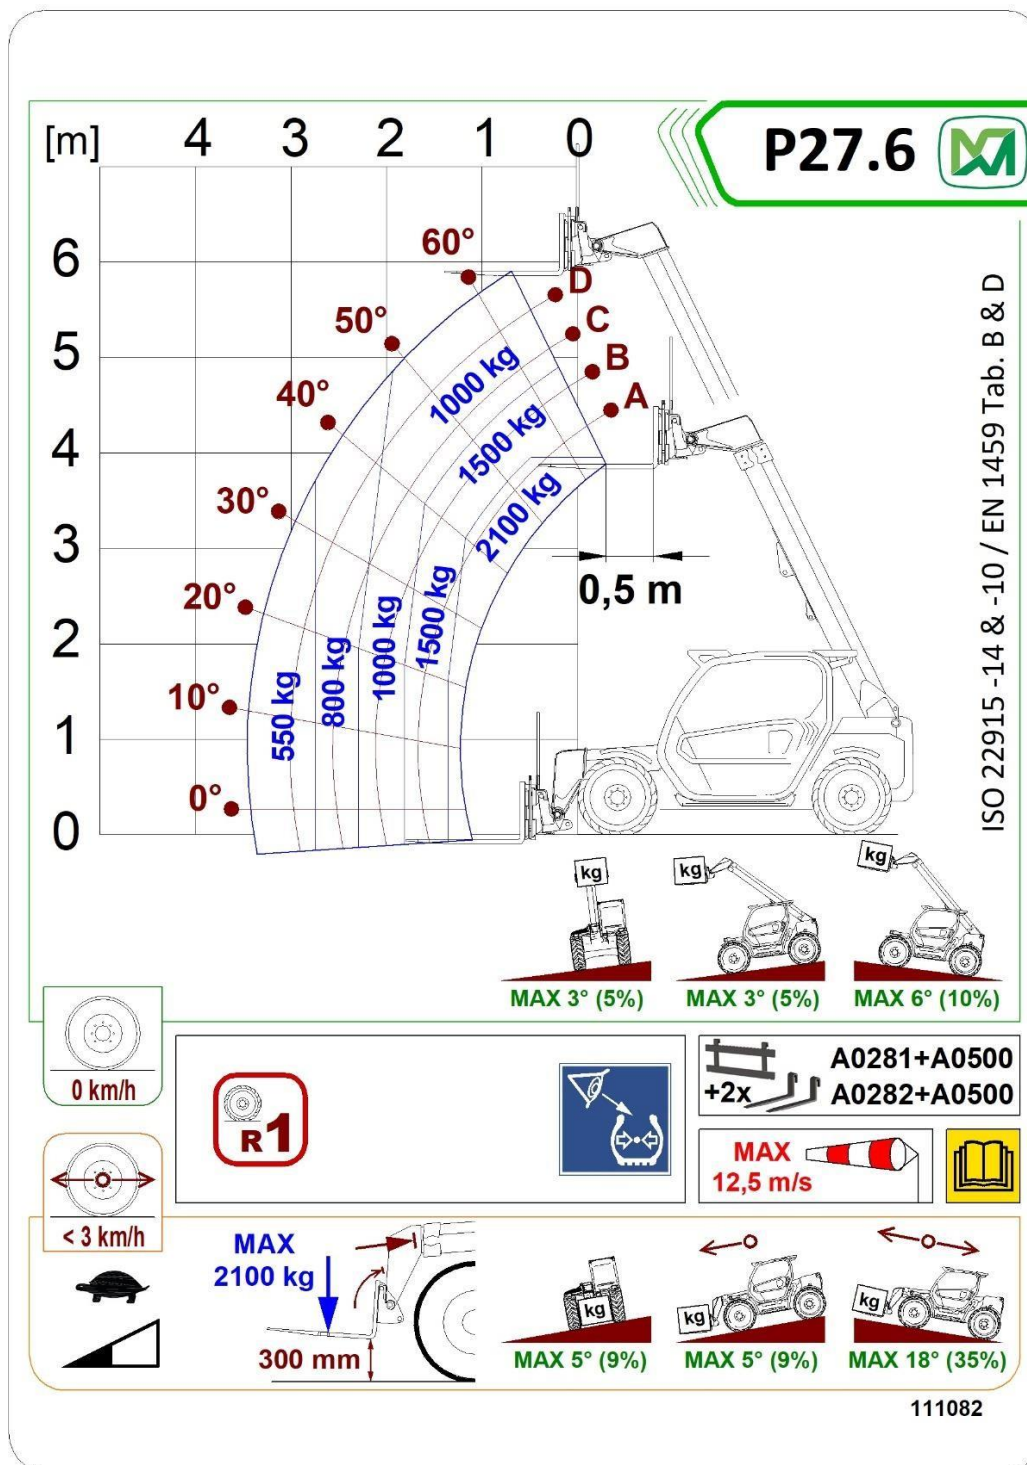 P27.6
[m] 4 3 2 1 0
6
5
4
3
2
1
0
60°
50°
40°
30°
20°
10°
0°
D
C
B
A
1000 kg
1500 kg
2100 kg
550 kg
800 kg
1000 kg
1500 kg
0,5 m
ISO 22915 -14 & -10 / EN 1459 Tab. B & D
kg
kg
kg
MAX 3° (5%)
MAX 3° (5%)
MAX 6° (10%)
0 km/h
R1
+2x
A0281+A0500
A0282+A0500
MAX
12,5 m/s
< 3 km/h
MAX
2100 kg
300 mm
kg
kg
kg
MAX 5° (9%)
MAX 5° (9%)
MAX 18° (35%)
111082